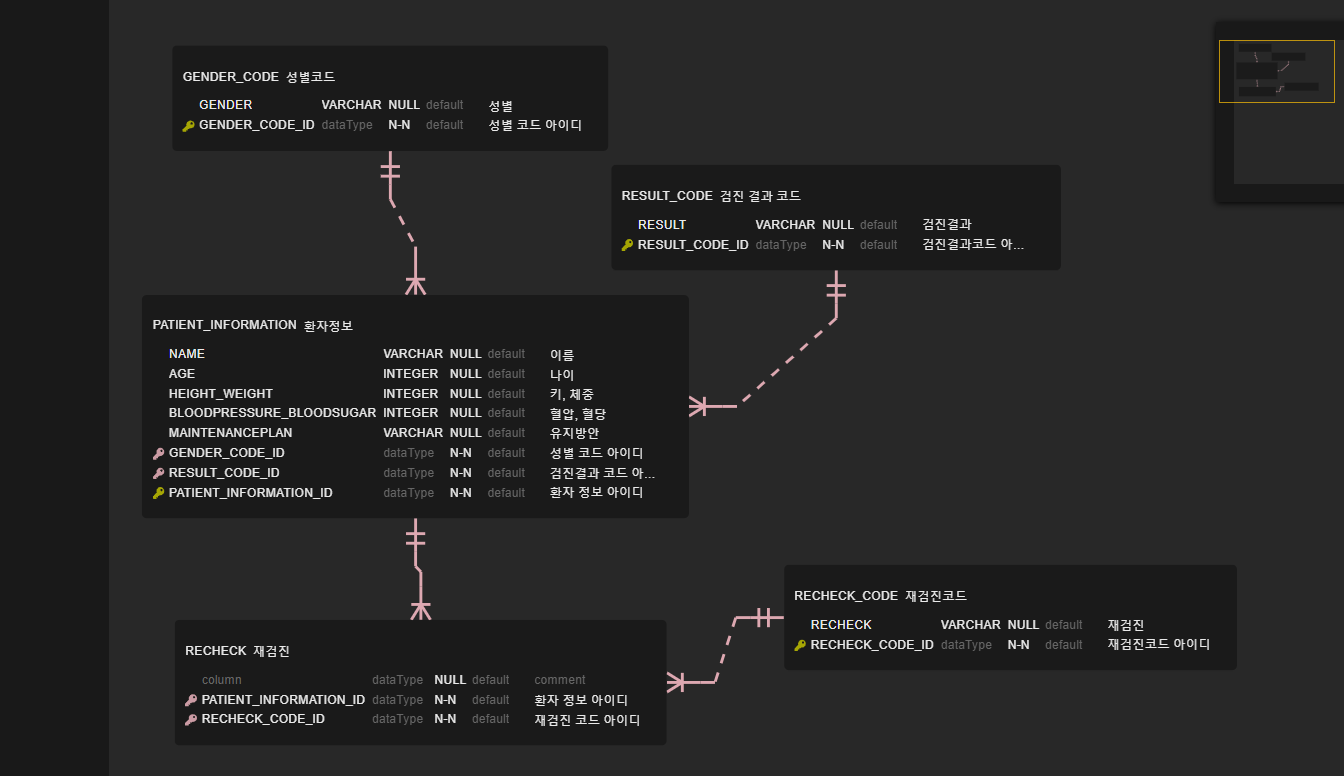 GENDER_CODE 성별코드
GENDER VARCHAR NULL default 성별
GENDER_CODE_ID dataType N-N default 성별 코드 아이디
RESULT_CODE 검진 결과 코드
RESULT VARCHAR NULL default 검진결과
RESULT_CODE_ID dataType N-N default 검진결과코드 아...
PATIENT_INFORMATION 환자정보
NAME VARCHAR NULL default 이름
AGE INTEGER NULL default 나이
HEIGHT_WEIGHT INTEGER NULL default 키, 체중
BLOODPRESSURE_BLOODSUGAR INTEGER NULL default 혈압, 혈당
MAINTENANCEPLAN VARCHAR NULL default 유지방안
GENDER_CODE_ID dataType N-N default 성별 코드 아이디
RESULT_CODE_ID dataType N-N default 검진결과 코드 아...
PATIENT_INFORMATION_ID dataType N-N default 환자 정보 아이디
RECHECK_CODE 재검진코드
RECHECK VARCHAR NULL default 재검진
RECHECK_CODE_ID dataType N-N default 재검진코드 아이디
RECHECK 재검진
column dataType NULL default comment
PATIENT_INFORMATION_ID dataType N-N default 환자 정보 아이디
RECHECK_CODE_ID dataType N-N default 재검진 코드 아이디